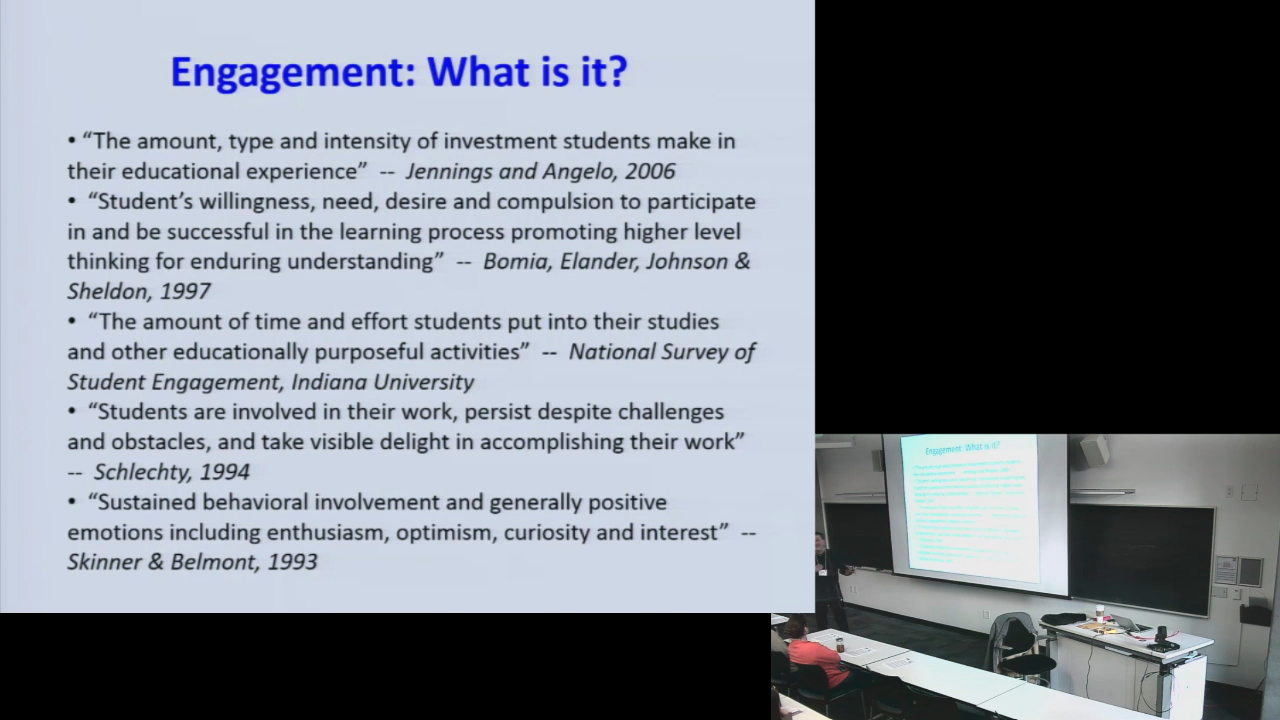 Engagement: What is it?
• “The amount, type and intensity of investment students make in
their educational experience” -- Jennings and Angelo, 2006
• “Student’s willingness, need, desire and compulsion to participate
in and be successful in the learning process promoting higher level
thinking for enduring understanding” -- Bomia, Elander, Johnson &
Sheldon, 1997
• “The amount of time and effort students put into their studies
and other educationally purposeful activities” -- National Survey of
Student Engagement, Indiana University
• “Students are involved in their work, persist despite challenges
and obstacles, and take visible delight in accomplishing their work”
-- Schlechty, 1994
• “Sustained behavioral involvement and generally positive
emotions including enthusiasm, optimism, curiosity and interest” --
Skinner & Belmont, 1993
Engagement: What is it?